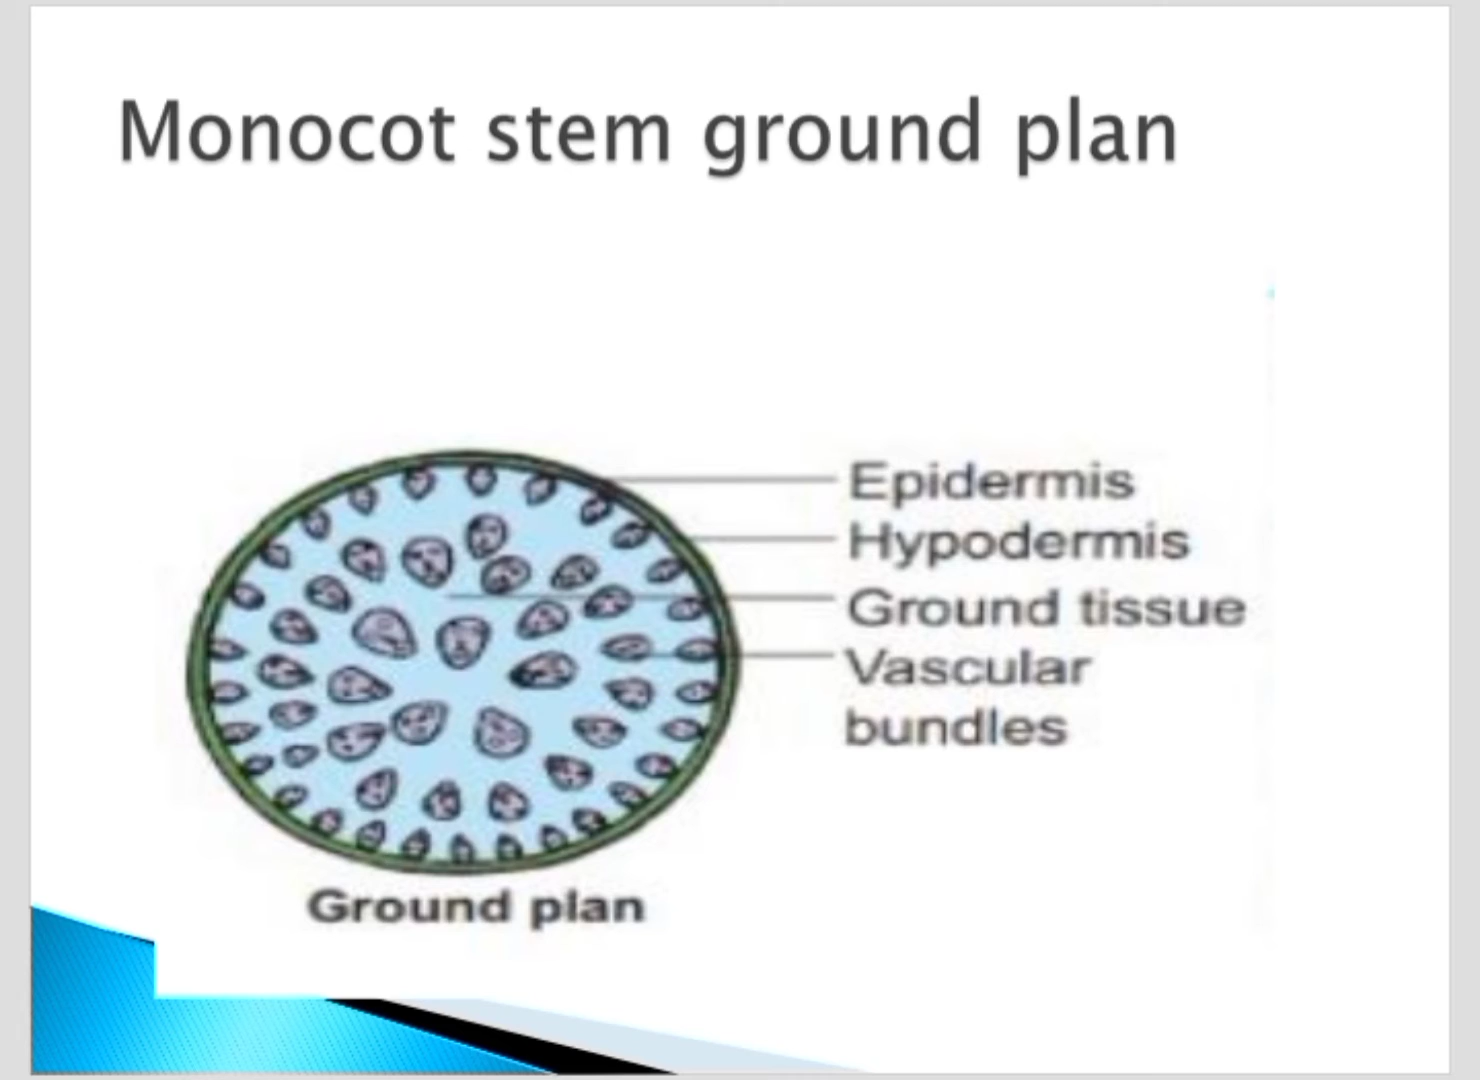 Monocot stem ground plan
Epidermis
Hypodermis
Ground tissue
Vascular
bundles
Ground plan